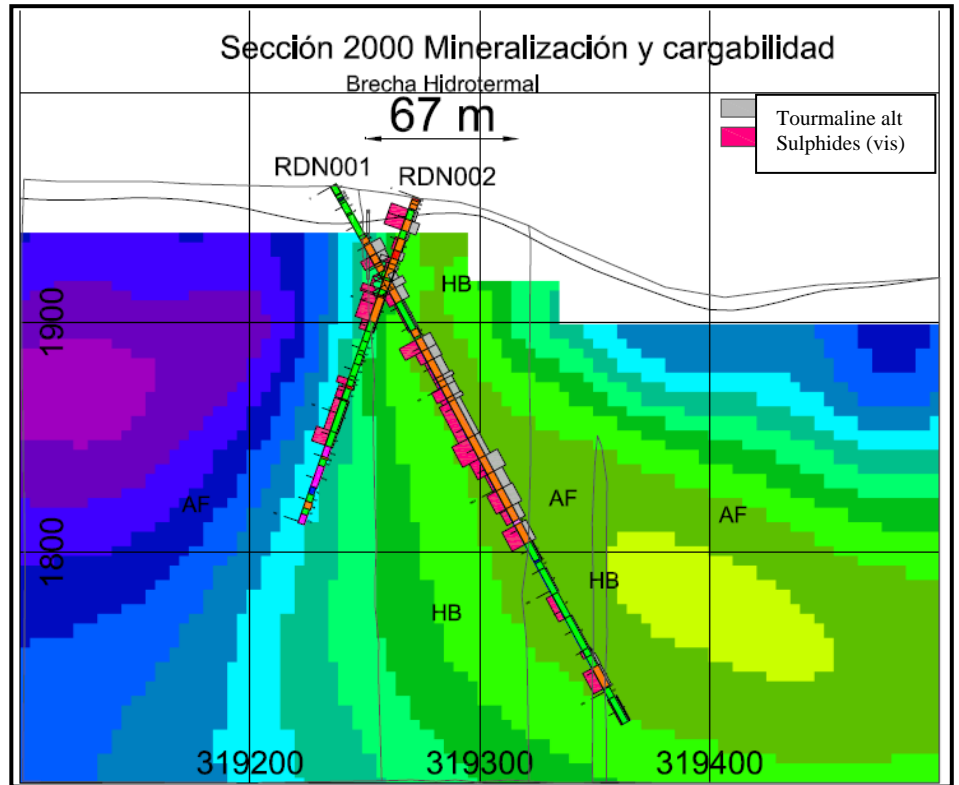 Sección 2000 Mineralización y cargabilidad
Brecha Hidrotermal
67 m
Tourmaline alt
Sulphides (vis)
RDN001
RDN002
HB
1900
AF
AF
AF
1800
HB
HB
319200
319300
319400